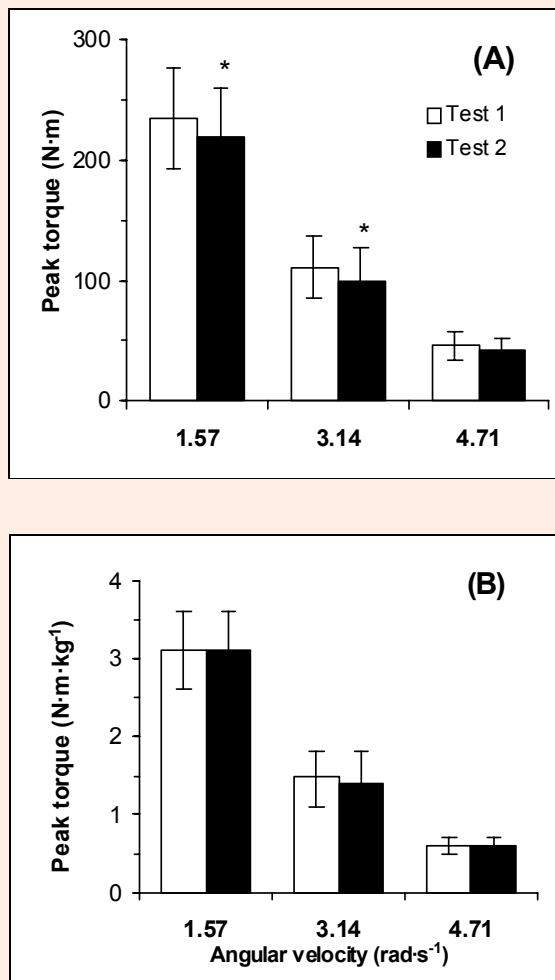 300
200
100
0
Peak torque (N·m)
(A)
Test 1
Test 2
*
*
1.57 3.14 4.71
4
3
2
1
0
Peak torque (N·m·kg⁻¹)
(B)
1.57 3.14 4.71
Angular velocity (rad·s⁻¹)